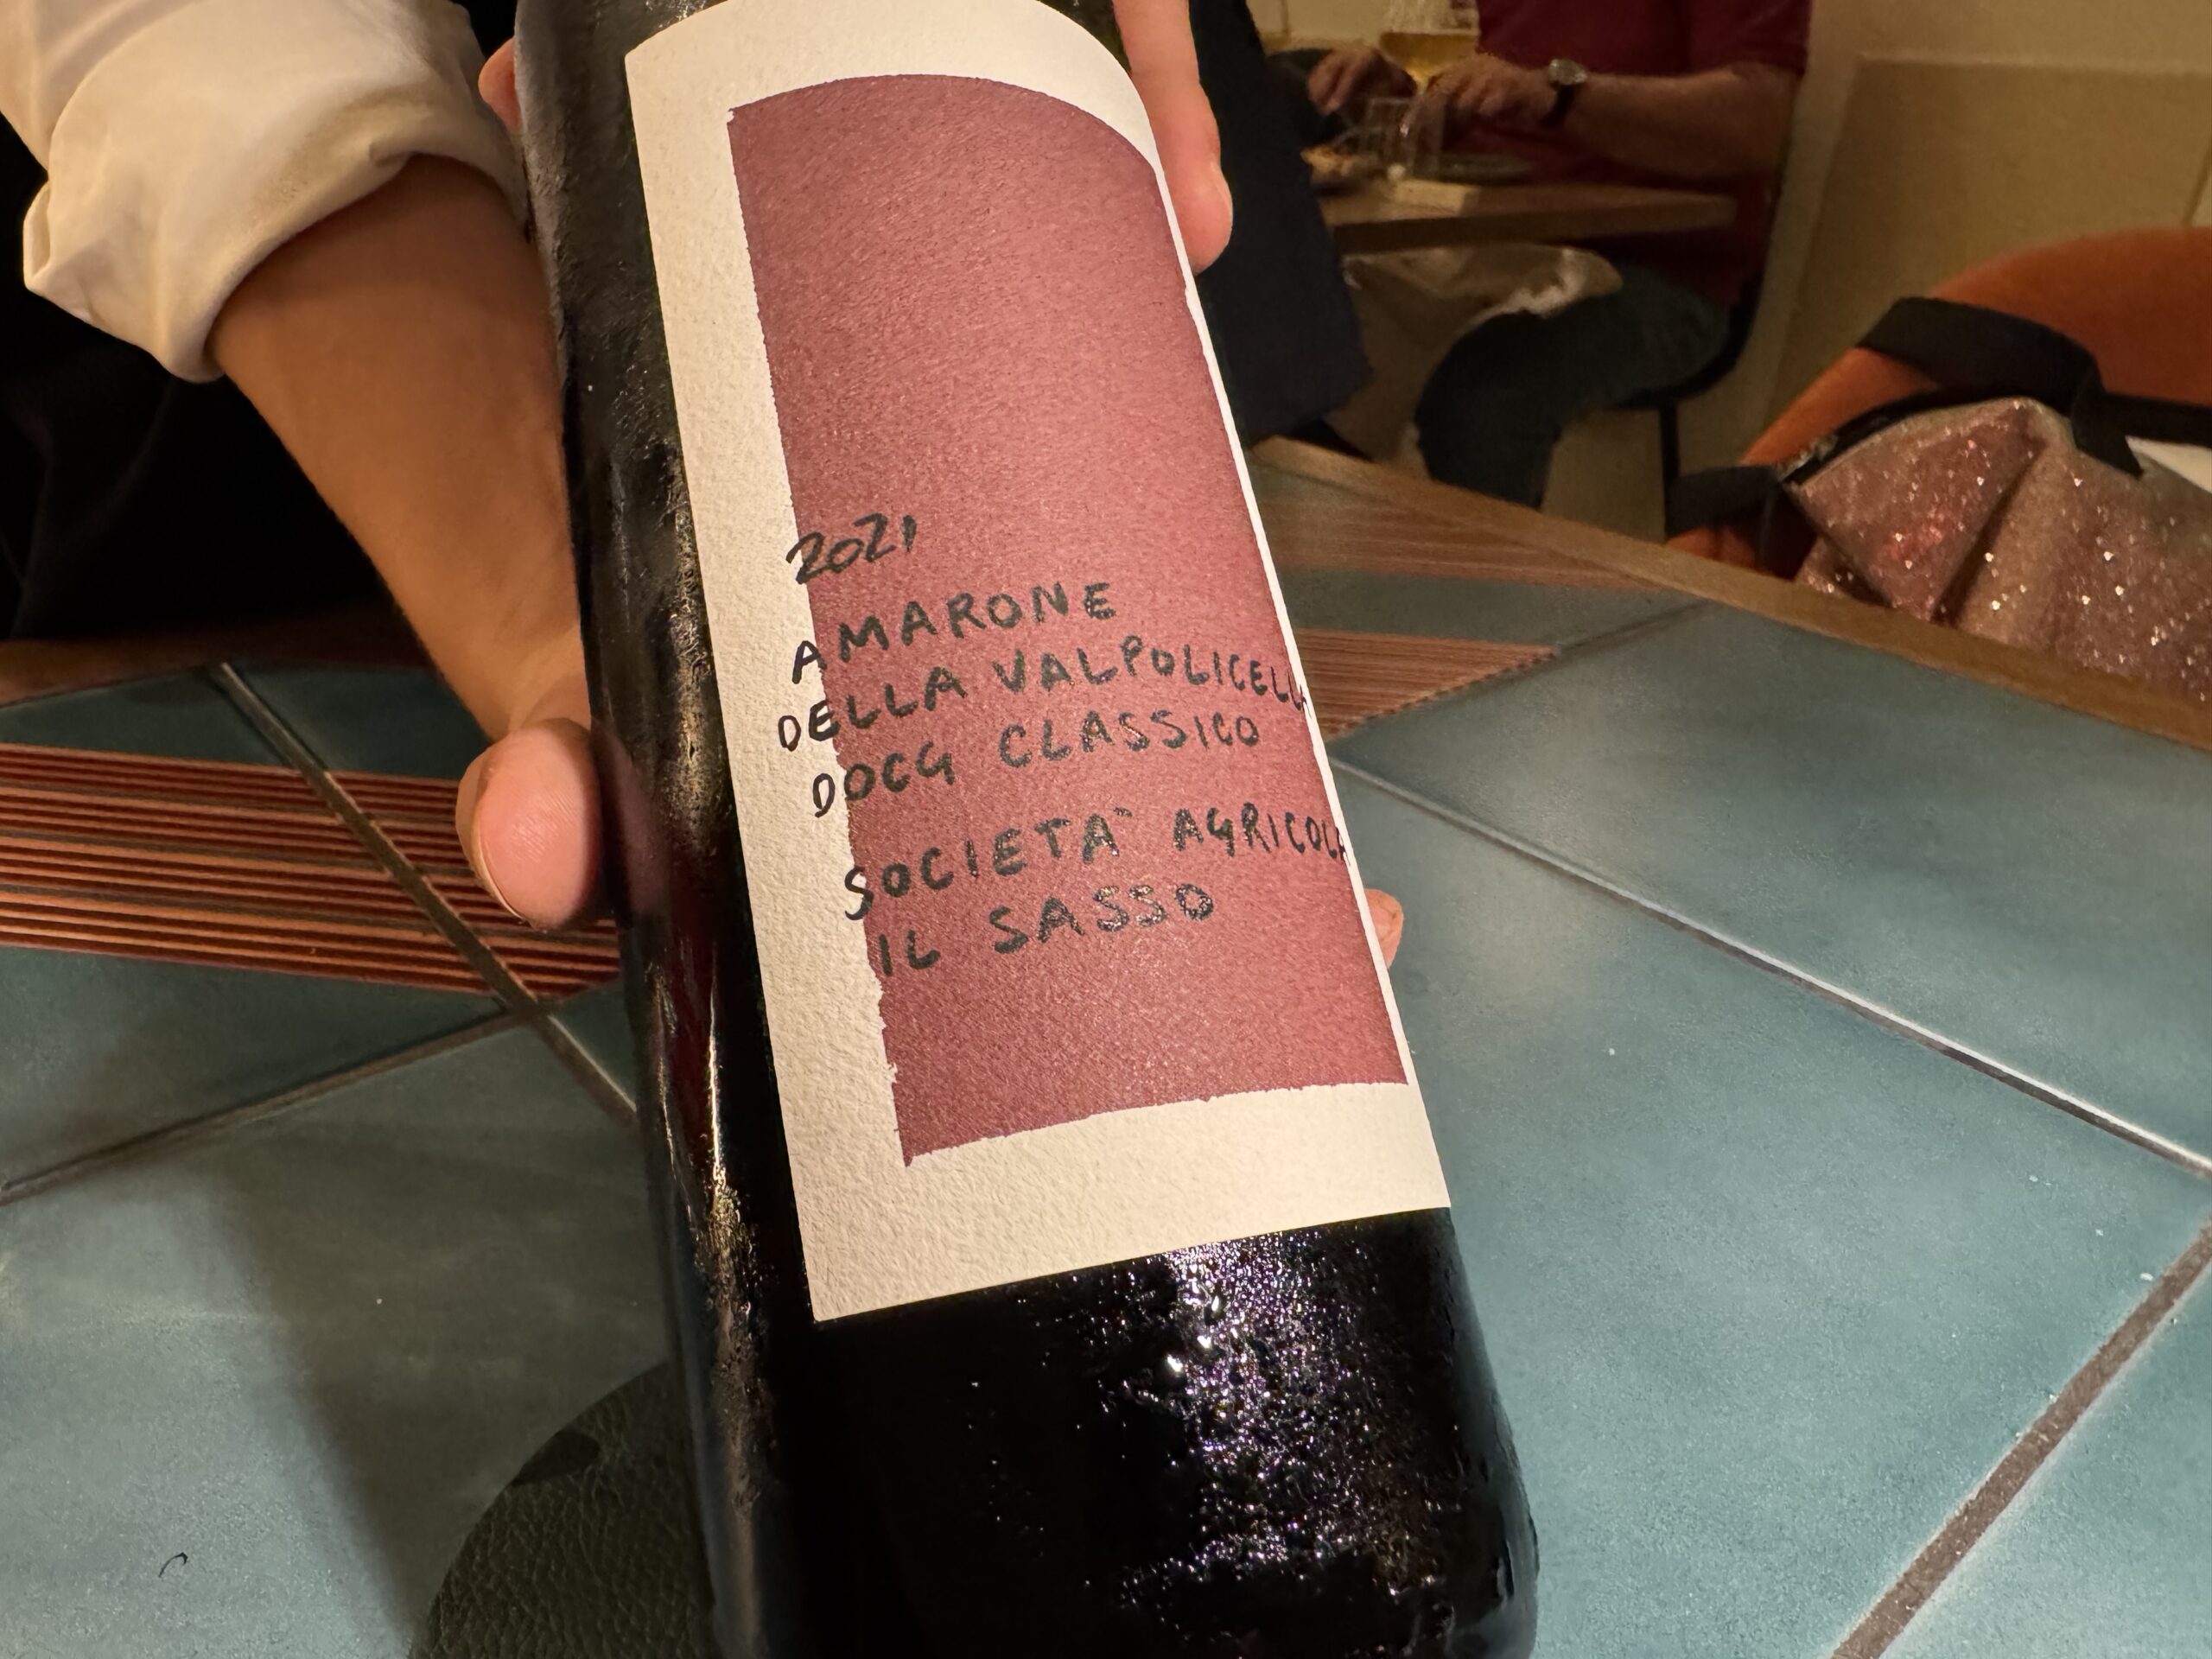 2021
AMARONE
DELLA VALPOLICELLA
DOCG CLASSICO
SOCIETA` AGRICOLA
IL SASSO